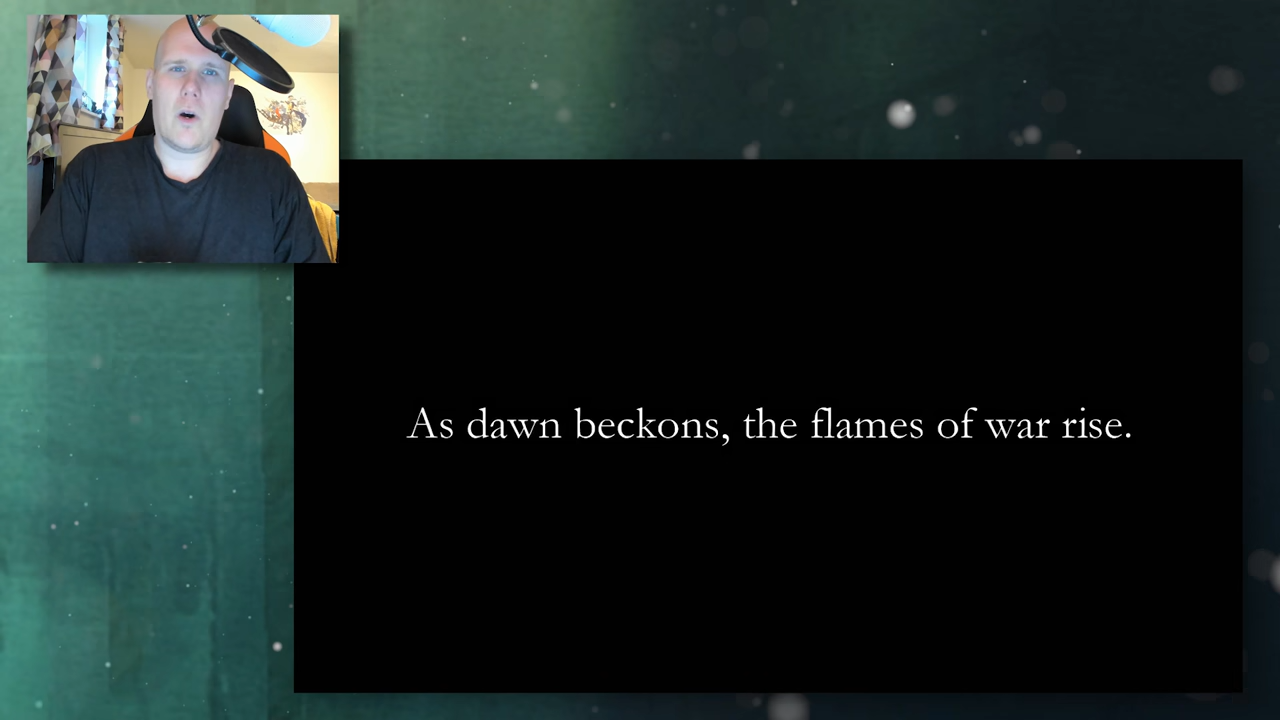 As dawn beckons, the flames of war rise.